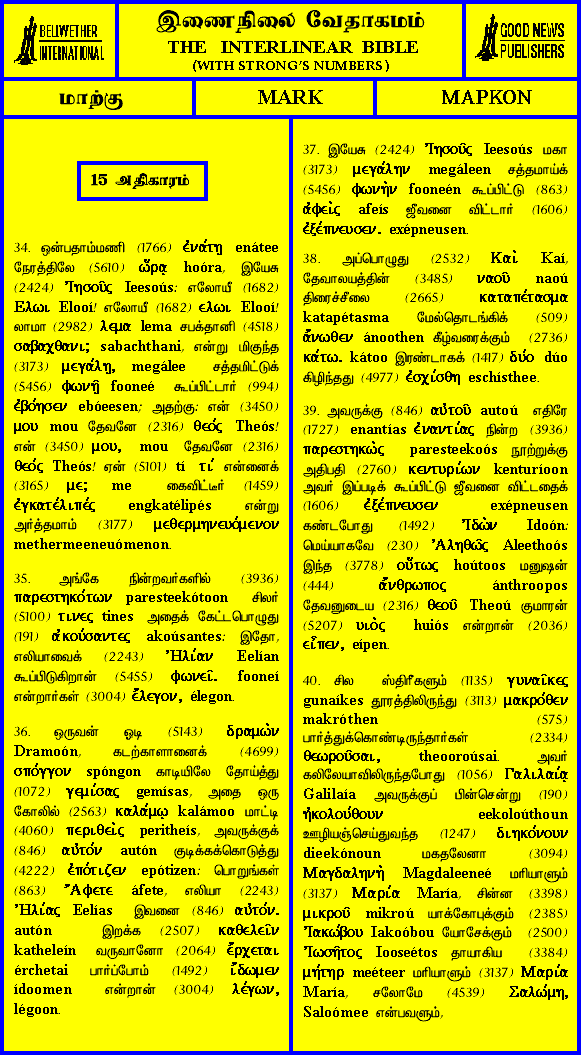 BELLWETHER
INTERNATIONAL
இணைநிலை வேதாகமம்
THE INTERLINEAR BIBLE
(WITH STRONG'S NUMBERS)
GOOD NEWS
PUBLISHERS
மாற்கு
MARK
ΜΑΡΚΟΝ
15 அதிகாரம்
34. ஒன்பதாம்மணி (1766) ἐνάτῃ enátee
நேரத்திலே (5610) ὥρᾳ hoóra, இயேசு
(2424) Ἰησοῦς Ieesoús: எலோயீ (1682)
Ελωι Elooí! எலோயீ (1682) ελωι Elooí!
லாமா (2982) λεμα lema சபக்தானி (4518)
σαβαχθανι; sabachthani, என்று மிகுந்த
(3173) μεγάλῃ, megálee சத்தமிட்டுக்
(5456) φωνῇ fooneé கூப்பிட்டார் (994)
ἐβόησεν ebóeesen; அதற்கு: என் (3450)
μου mou தேவனே (2316) θεός Theós!
என் (3450) μου, mou தேவனே (2316)
θεός Theós! ஏன் (5101) tí τί என்னைக்
(3165) με; me கைவிட்டீர் (1459)
ἐγκατέλιπές engkatélipés என்று
அர்த்தமாம் (3177) μεθερμηνευόμενον
methermeeneuómenon.
35. அங்கே நின்றவர்களில் (3936)
παρεστηκότων paresteekótoon சிலர்
(5100) τινες tines அதைக் கேட்டபொழுது
(191) ἀκούσαντες akoúsantes: இதோ,
எலியாவைக் (2243) Ἠλίαν Eelían
கூப்பிடுகிறான் (5455) φωνεῖ. fooneí
என்றார்கள் (3004) ἔλεγον, élegon.
36. ஒருவன் ஓடி (5143) δραμὼν
Dramoón, கடற்காளானைக் (4699)
σπόγγον spóngon காடியிலே தோய்த்து
(1072) γεμίσας gemísas, அதை ஒரு
கோலில் (2563) καλάμῳ kalámoo மாட்டி
(4060) περιθεὶς peritheís, அவருக்குக்
(846) αὐτόν autón குடிக்கக்கொடுத்து
(4222) ἐπότιζεν epótizen: பொறுங்கள்
(863) Ἄφετε áfete, எலியா (2243)
Ἠλίας Eelías இவனை (846) αὐτόν.
autón இறக்க (2507) καθελεῖν
katheleín வருவானோ (2064) ἔρχεται
érchetai பார்ப்போம் (1492) ἴδωμεν
ídoomen என்றான் (3004) λέγων,
légoon.
37. இயேசு (2424) Ἰησοῦς Ieesoús மகா
(3173) μεγάλην megáleen சத்தமாய்க்
(5456) φωνὴν fooneén கூப்பிட்டு (863)
ἀφεὶς afeís ஜீவனை விட்டார் (1606)
ἐξέπνευσεν. exépneusen.
38. அப்பொழுது (2532) Καὶ Kaí,
தேவாலயத்தின் (3485) ναοῦ naoú
திரைச்சீலை (2665) καταπέτασμα
katapétasma மேல்தொடங்கிக் (509)
ἄνωθεν ánoothen கீழ்வரைக்கும் (2736)
κάτω. kátoo இரண்டாகக் (1417) δύο dúo
கிழிந்தது (4977) ἐσχίσθη eschísthee.
39. அவருக்கு (846) αὐτοῦ autoú எதிரே
(1727) enantías ἐναντίας நின்ற (3936)
παρεστηκὼς paresteekoós நூற்றுக்கு
அதிபதி (2760) κεντυρίων kenturíoon
அவர் இப்படிக் கூப்பிட்டு ஜீவனை விட்டதைக்
(1606) ἐξέπνευσεν exépneusen
கண்டபோது (1492) Ἰδὼν Idoón:
மெய்யாகவே (230) Ἀληθῶς Aleethoós
இந்த (3778) οὕτως hoútoos மனுஷன்
(444) ἄνθρωπος ánthroopos
தேவனுடைய (2316) θεοῦ Theoú குமாரன்
(5207) υἱὸς huiós என்றான் (2036)
εἶπεν, eípen.
40. சில ஸ்திரீகளும் (1135) γυναῖκες
gunaíkes தூரத்திலிருந்து (3113) μακρόθεν
makróthen (575)
பார்த்துக்கொண்டிருந்தார்கள் (2334)
θεωροῦσαι, theooroúsai. அவர்
கலிலேயாவிலிருந்தபோது (1056) Γαλιλαίᾳ
Galilaía அவருக்குப் பின்சென்று (190)
ἠκολούθουν eekoloúthoun
ஊழியஞ்செய்துவந்த (1247) διηκόνουν
dieekónoun மகதலேனா (3094)
Μαγδαληνὴ Magdaleeneé மரியாளும்
(3137) Μαρία María, சின்ன (3398)
μικροῦ mikroú யாக்கோபுக்கும் (2385)
Ἰακώβου Iakoóbou யோசேக்கும் (2500)
Ἰωσῆτος Iooseétos தாயாகிய (3384)
μήτηρ meéteer மரியாளும் (3137) Μαρία
María, சலோமே (4539) Σαλώμη,
Saloómee என்பவளும்,